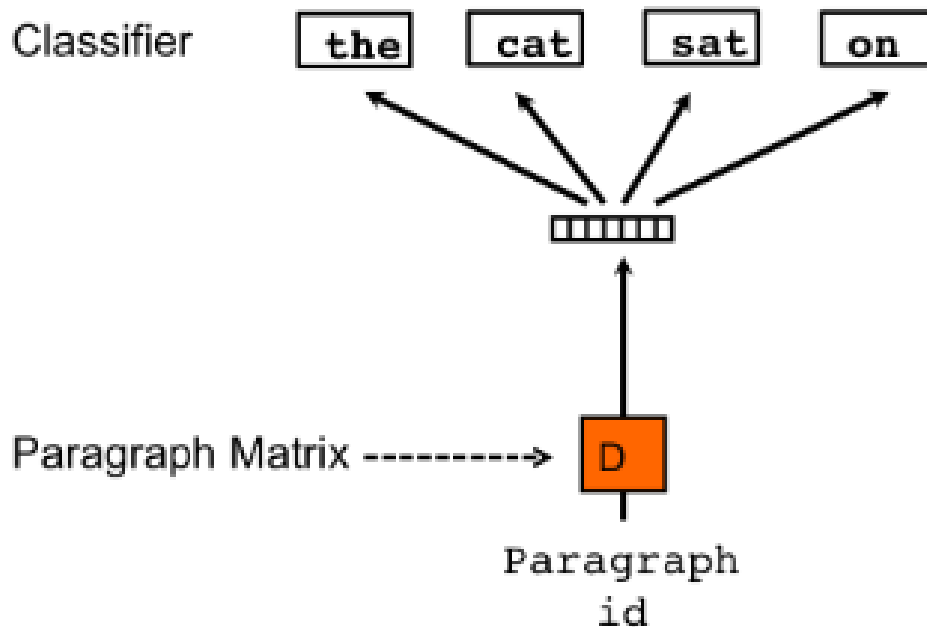 Classifier the cat sat on
Paragraph Matrix D
Paragraph
id